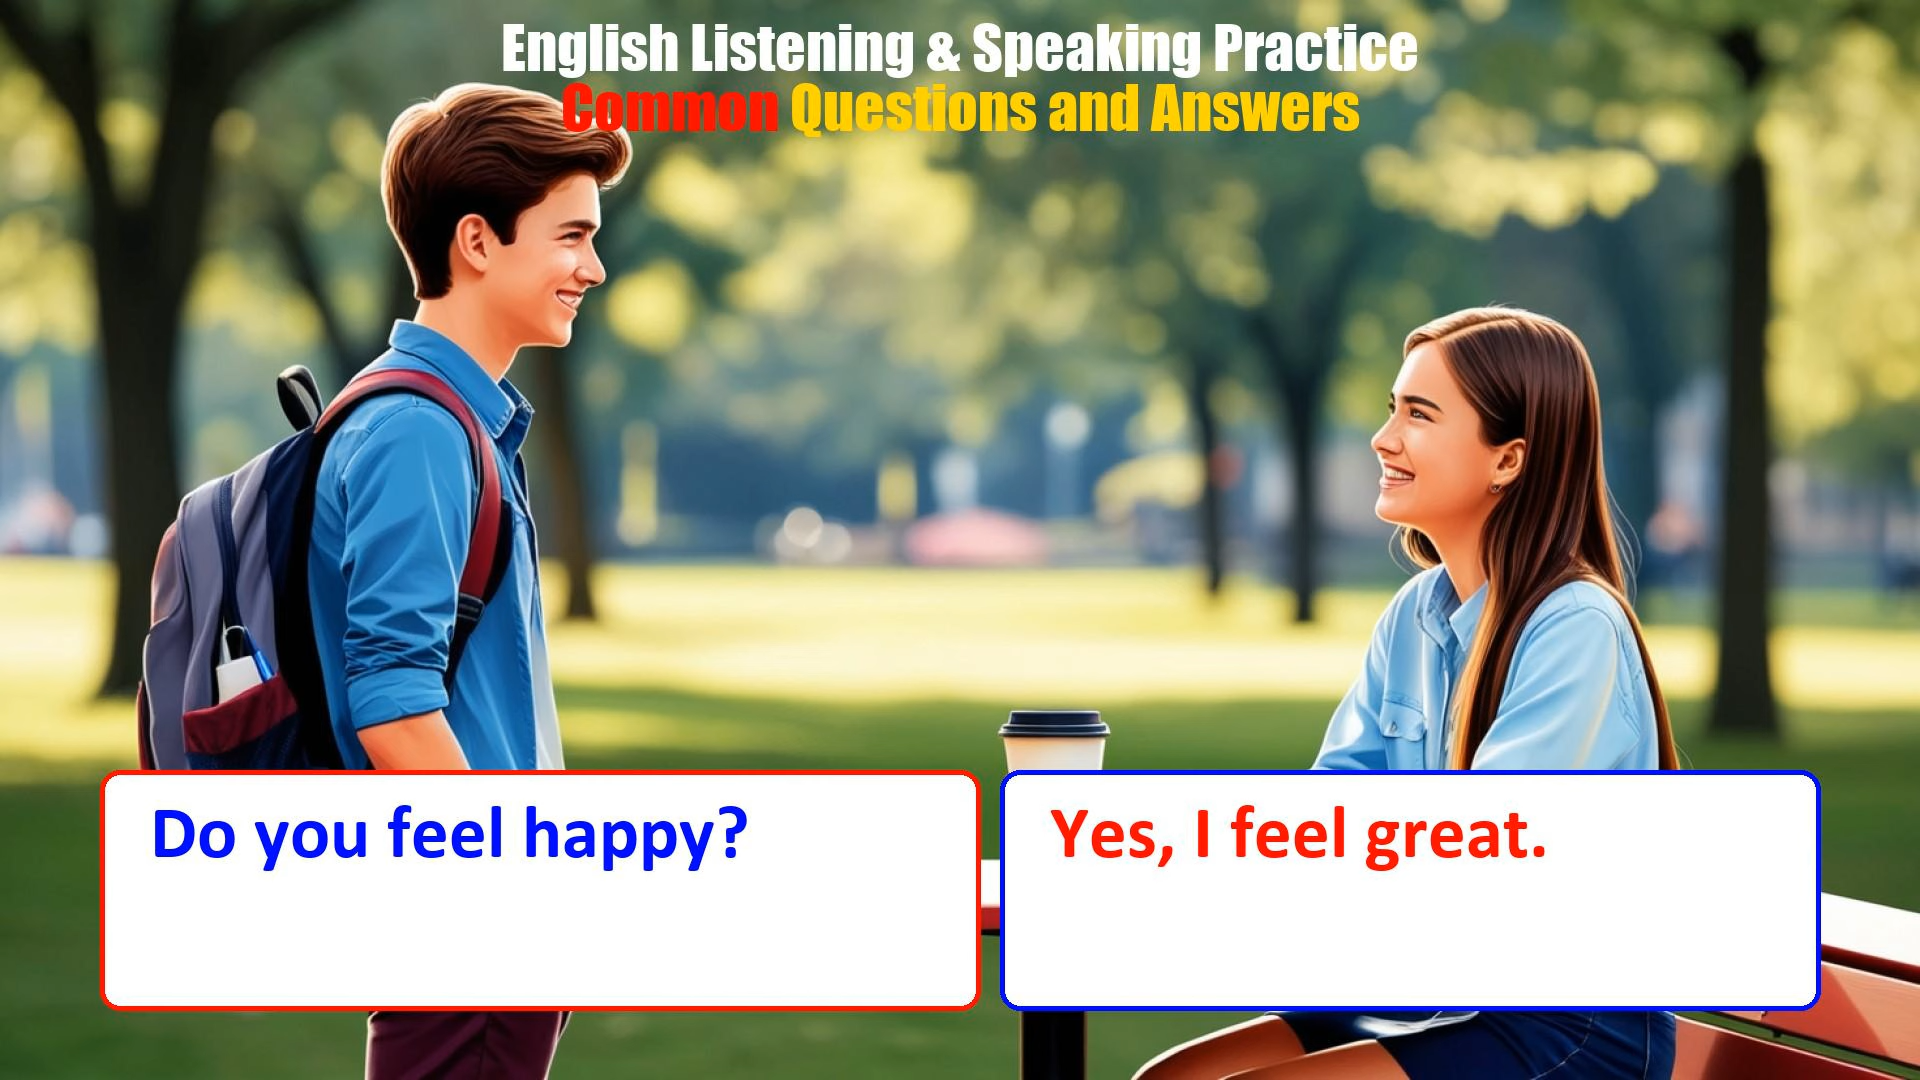 English Listening & Speaking Practice
Common Questions and Answers
Do you feel happy?
Yes, I feel great.